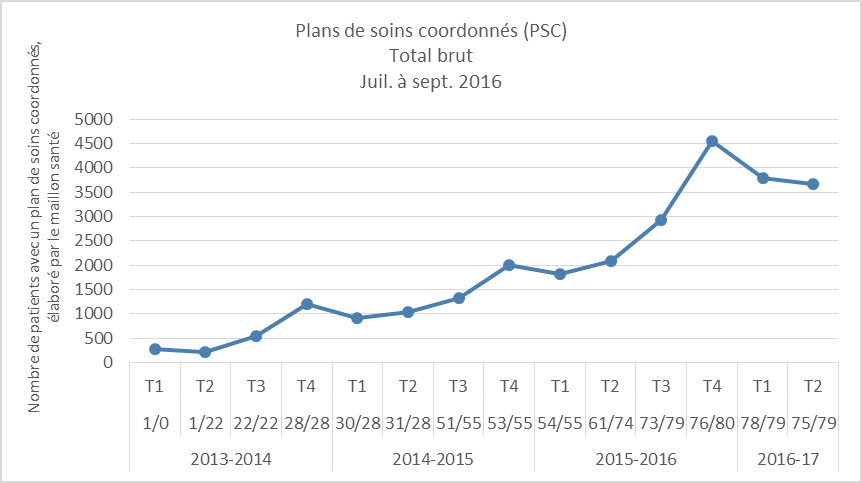 Plans de soins coordonnés (PSC)
Total brut
Juil. à sept. 2016
Nombre de patients avec un plan de soins coordonnés,
élaboré par le maillon santé
5000
4500
4000
3500
3000
2500
2000
1500
1000
500
0
T1 T2 T3 T4 T1 T2 T3 T4 T1 T2 T3 T4 T1 T2
1/0 1/22 22/22 28/28 30/28 31/28 51/55 53/55 54/55 61/74 73/79 76/80 78/79 75/79
2013-2014 2014-2015 2015-2016 2016-17